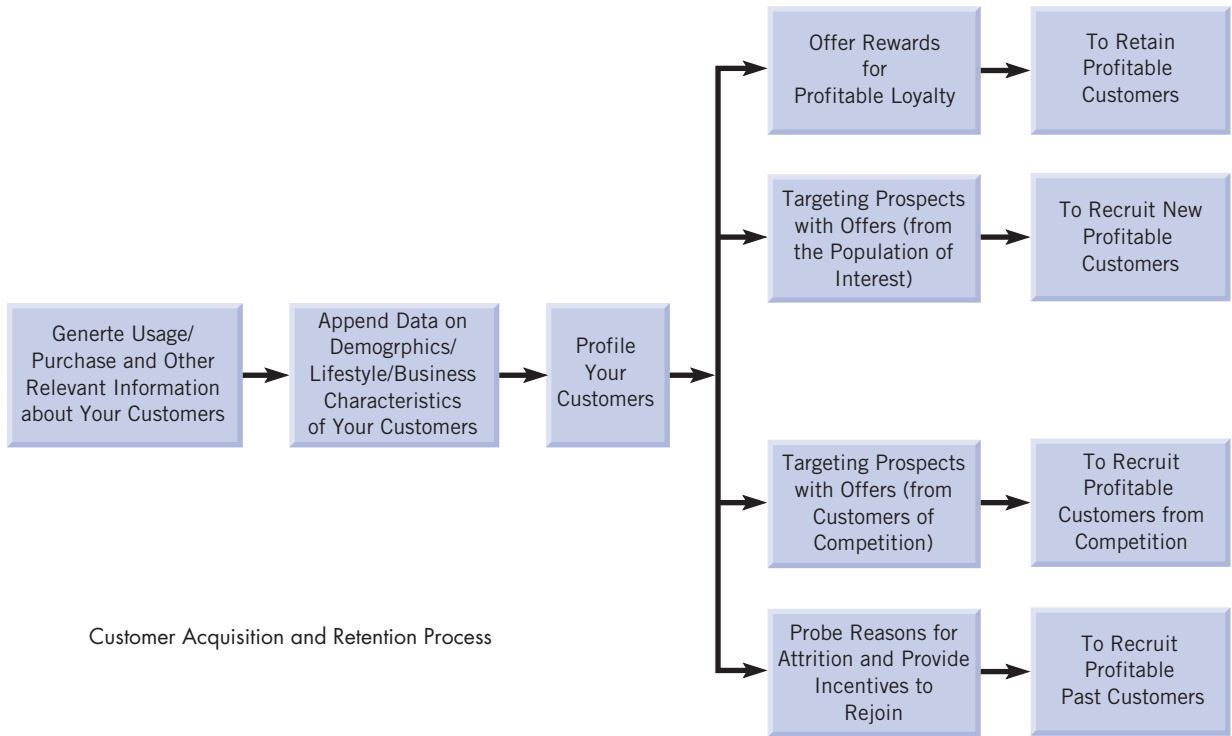 Generte Usage/
Purchase and Other
Relevant Information
about Your Customers
Append Data on
Demogrphics/
Lifestyle/Business
Characteristics
of Your Customers
Profile
Your
Customers
Offer Rewards
for
Profitable Loyalty
To Retain
Profitable
Customers
Targeting Prospects
with Offers (from
the Population of
Interest)
To Recruit New
Profitable
Customers
Targeting Prospects
with Offers (from
Customers of
Competition)
To Recruit
Profitable
Customers from
Competition
Probe Reasons for
Attrition and Provide
Incentives to
Rejoin
To Recruit
Profitable
Past Customers
Customer Acquisition and Retention Process